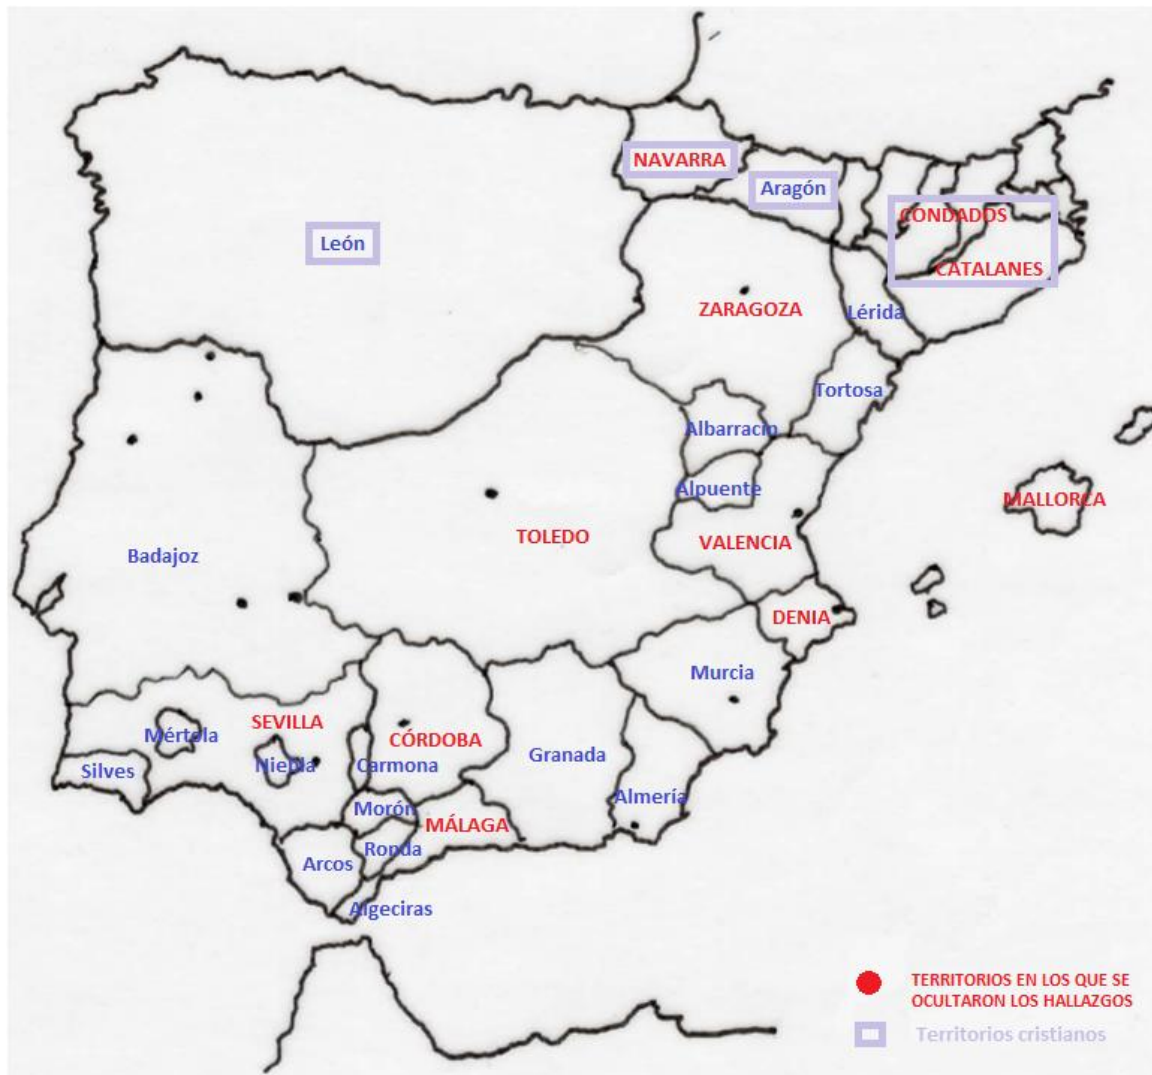 NAVARRA
Aragón
CONDADOS
León
CATALANES
ZARAGOZA
Lérida
Tortosa
Albarracín
Alpuente
MALLORCA
TOLEDO
VALENCIA
Badajoz
DENIA
Murcia
SEVILLA
Mértola
CÓRDOBA
Granada
Silves
Niebla
Carmona
Almería
Morón
MÁLAGA
Ronda
Arcos
Algeciras
TERRITORIOS EN LOS QUE SE
OCULTARON LOS HALLAZGOS
Territorios cristianos